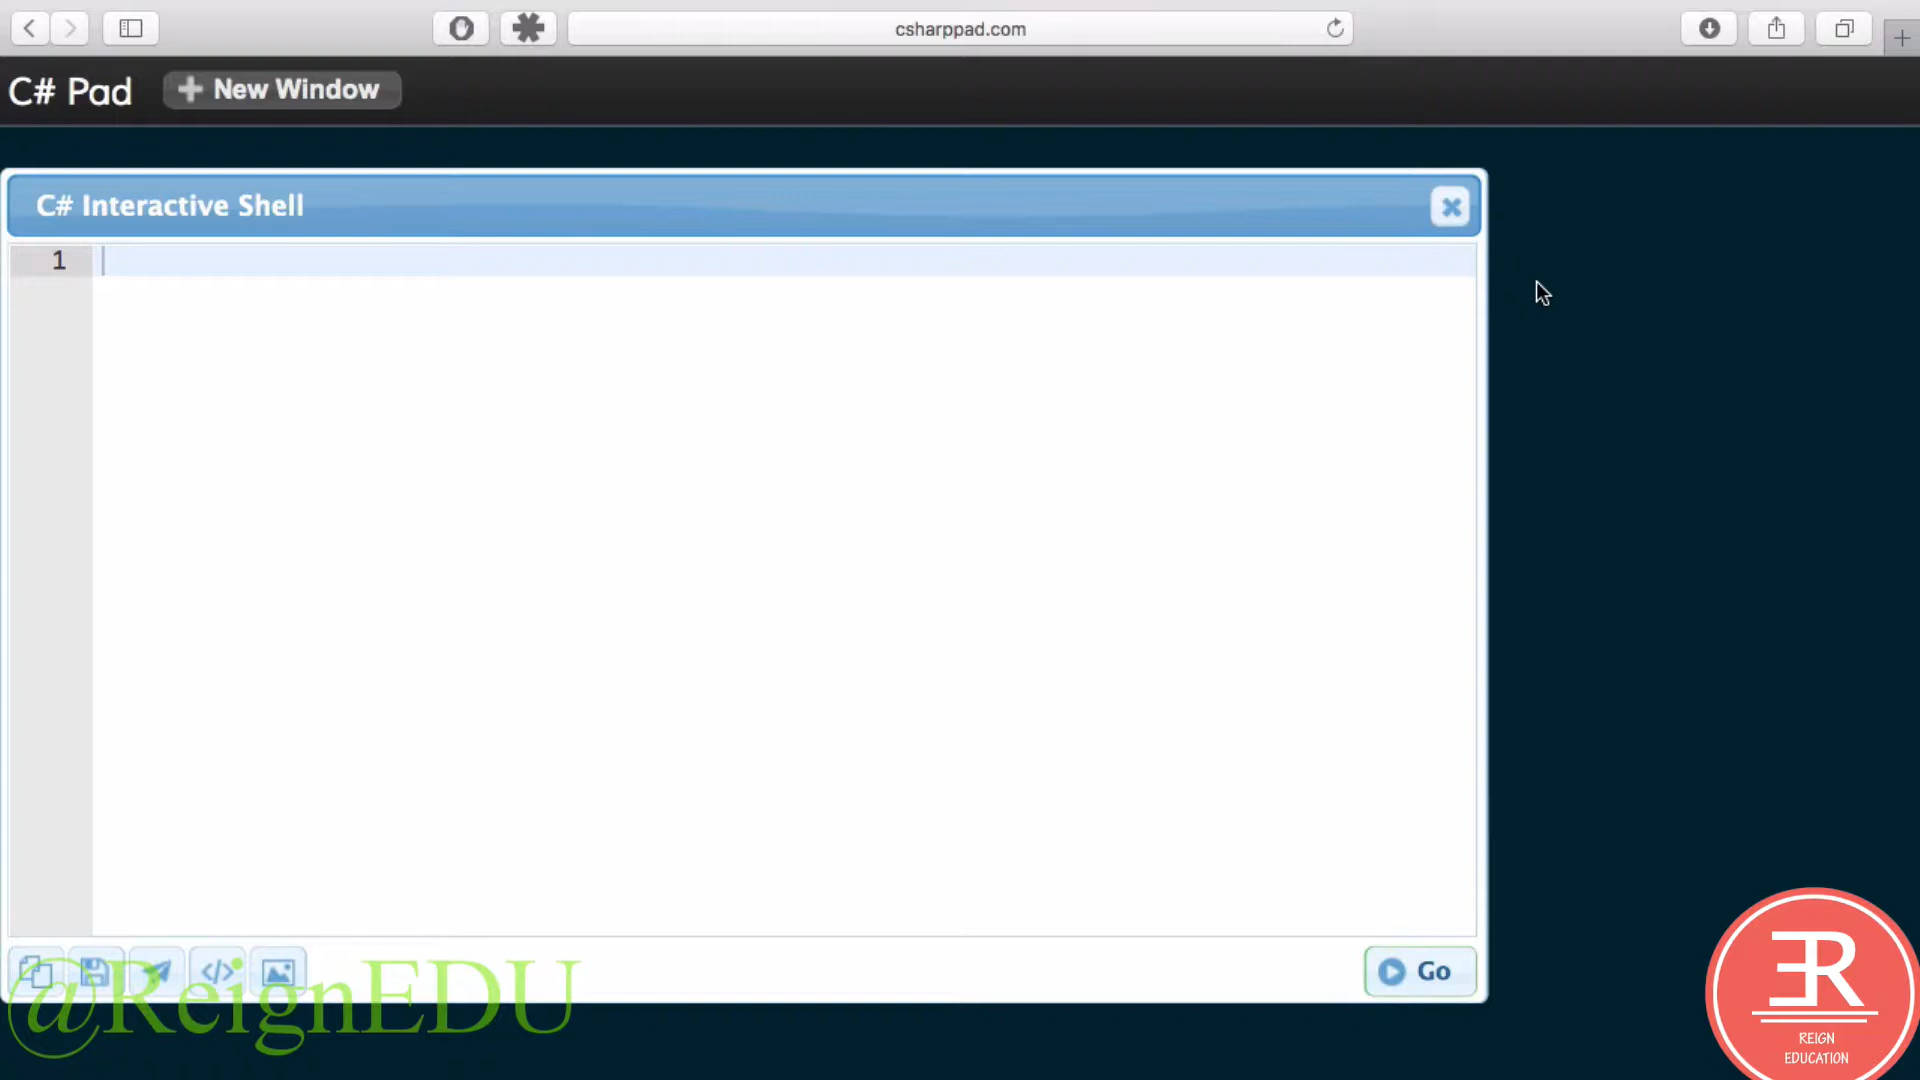 csharppad.com
C# Pad
New Window
C# Interactive Shell
1
Go
@ReignEDU
REIGN
EDUCATION